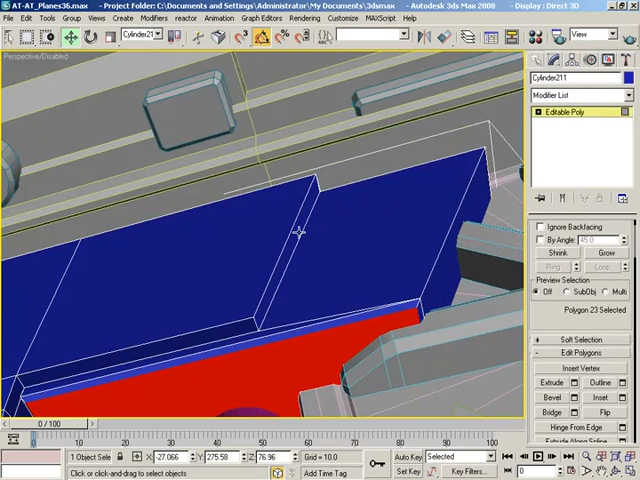 AT-AT_Planes36.max - Project Folder: C:\Documents and Settings\Administrator\My Documents\3dsmax - Autodesk 3ds Max 2008 - Display : Direct 3D
File Edit Tools Group Views Create Modifiers reactor Animation Graph Editors Rendering Customize MAXScript Help
Cylinder21
View
Perspective/Disabled
Cylinder211
Modifier List
Editable Poly
Ignore Backfacing
By Angle: 45.0
Shrink Grow
Ring Loop
Preview Selection
Off SubObj Multi
Polygon 23 Selected
Soft Selection
Edit Polygons
Insert Vertex
Extrude Outline
Bevel Inset
Bridge Flip
Hinge From Edge
Extrude Along Spline
0 / 100
0 10 20 30 40 50 60 70 80 90 100
1 Object Sele X: -27.066 Y: 275.58 Z: 76.96 Grid = 10.0 Auto Key Selected
Click or click-and-drag to select objects Add Time Tag Set Key Key Filters... 0